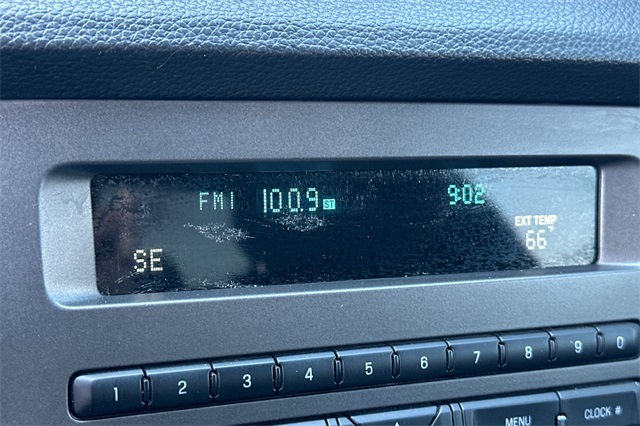 FM1 100.9 ST 9:02
EXT TEMP
SE 66°
1 2 3 4 5 6 7 8 9 0
MENU CLOCK #